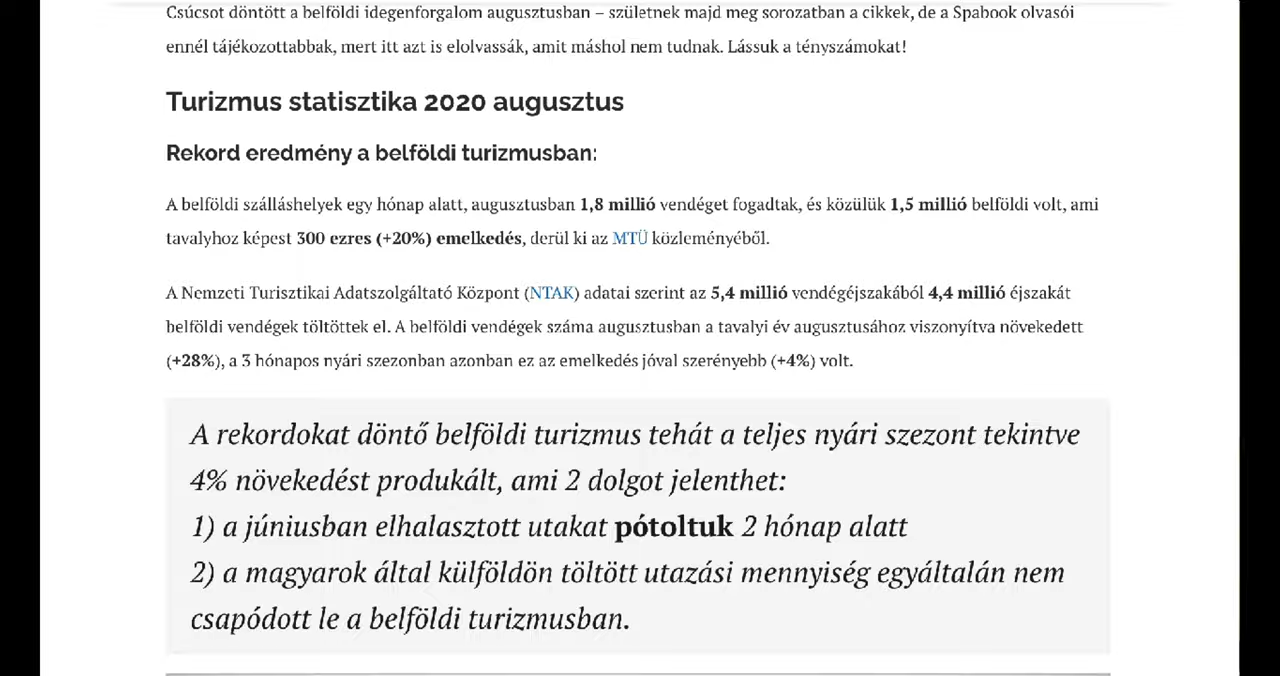 Csúcsot döntött a belföldi idegenforgalom augusztusban – születnek majd meg sorozatban a cikkek, de a Spabook olvasói
ennél tájékozottabbak, mert itt azt is elolvassák, amit máshol nem tudnak. Lássuk a tényszámokat!
Turizmus statisztika 2020 augusztus
Rekord eredmény a belföldi turizmusban:
A belföldi szálláshelyek egy hónap alatt, augusztusban 1,8 millió vendéget fogadtak, és közülük 1,5 millió belföldi volt, ami
tavalyhoz képest 300 ezres (+20%) emelkedés, derül ki az MTÜ közleményéből.
A Nemzeti Turisztikai Adatszolgáltató Központ (NTAK) adatai szerint az 5,4 millió vendégéjszakából 4,4 millió éjszakát
belföldi vendégek töltöttek el. A belföldi vendégek száma augusztusban a tavalyi év augusztusához viszonyítva növekedett
(+28%), a 3 hónapos nyári szezonban azonban ez az emelkedés jóval szerényebb (+4%) volt.
A rekordokat döntő belföldi turizmus tehát a teljes nyári szezont tekintve
4% növekedést produkált, ami 2 dolgot jelenthet:
1) a júniusban elhalasztott utakat pótoltuk 2 hónap alatt
2) a magyarok által külföldön töltött utazási mennyiség egyáltalán nem
csapódott le a belföldi turizmusban.